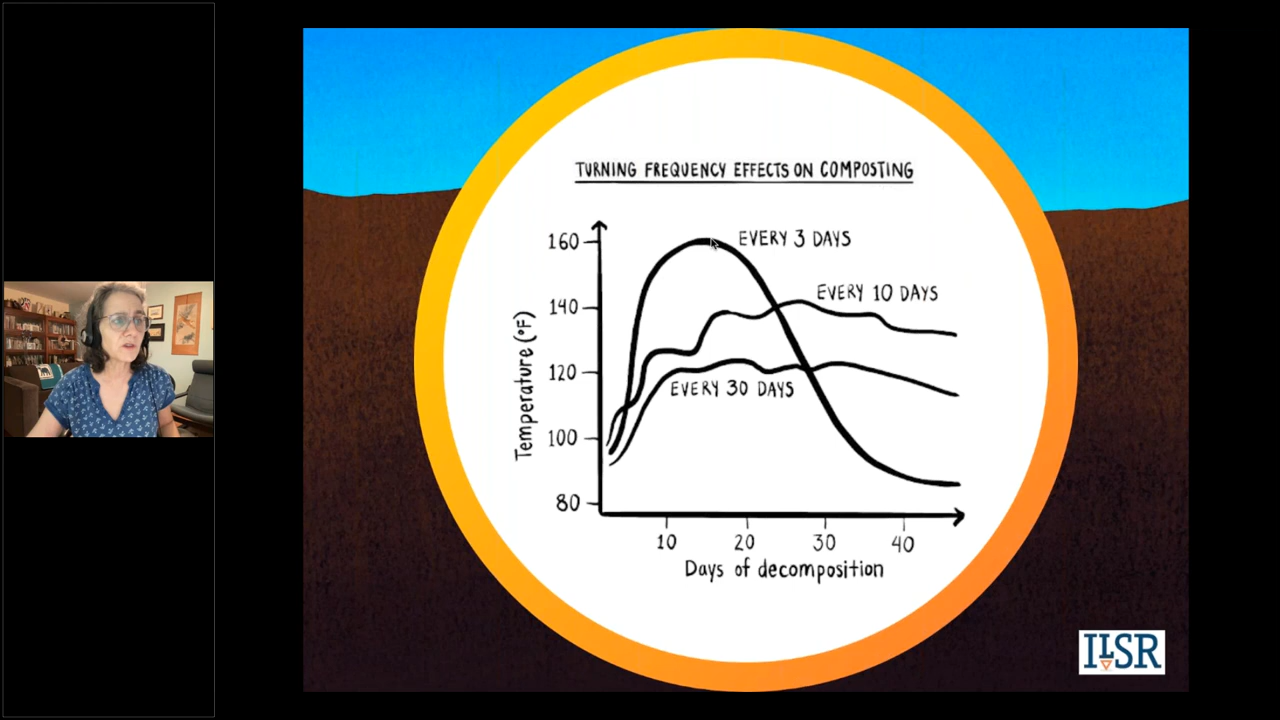 TURNING FREQUENCY EFFECTS ON COMPOSTING
160
EVERY 3 DAYS
140
EVERY 10 DAYS
120
EVERY 30 DAYS
100
80
Temperature (°F)
10 20 30 40
Days of decomposition
ILSR